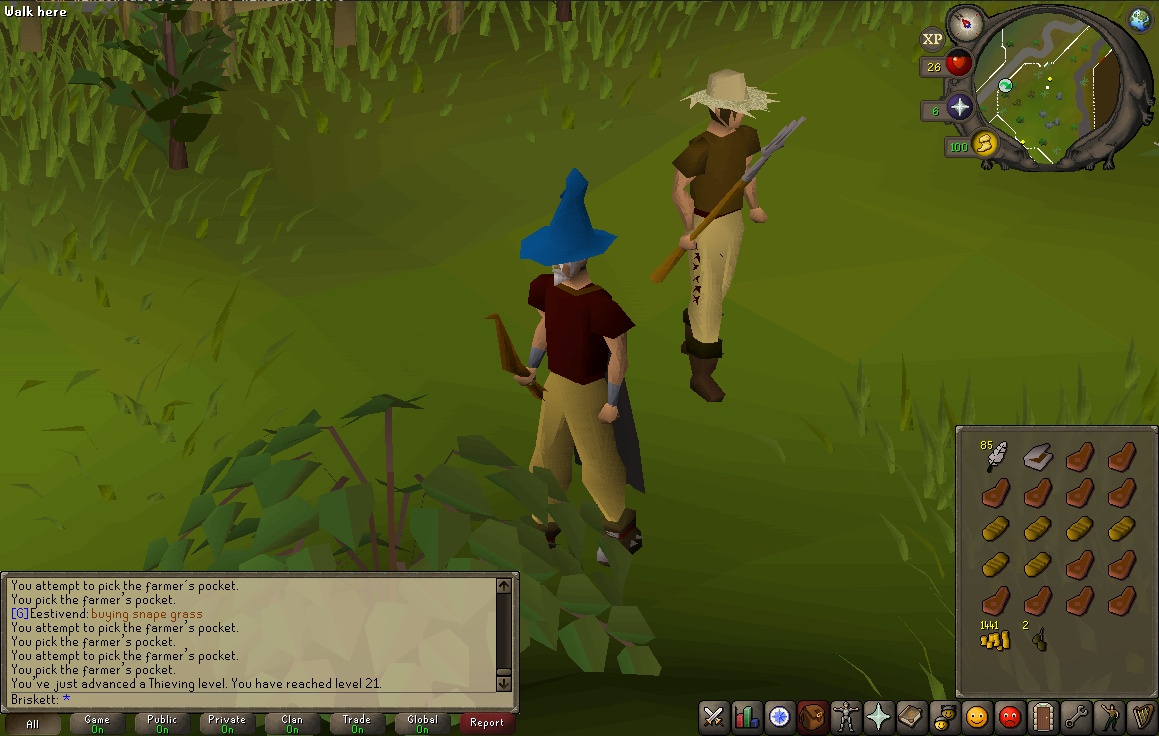 Walk here
XP
26
6
100
85
1441
2
You attempt to pick the farmer's pocket.
You pick the farmer's pocket.
[G]Eestivend: buying snape grass
You attempt to pick the farmer's pocket.
You pick the farmer's pocket.
You attempt to pick the farmer's pocket.
You pick the farmer's pocket.
You've just advanced a Thieving level. You have reached level 21.
Briskett: *
All
Game
On
Public
On
Private
On
Clan
On
Trade
On
Global
On
Report